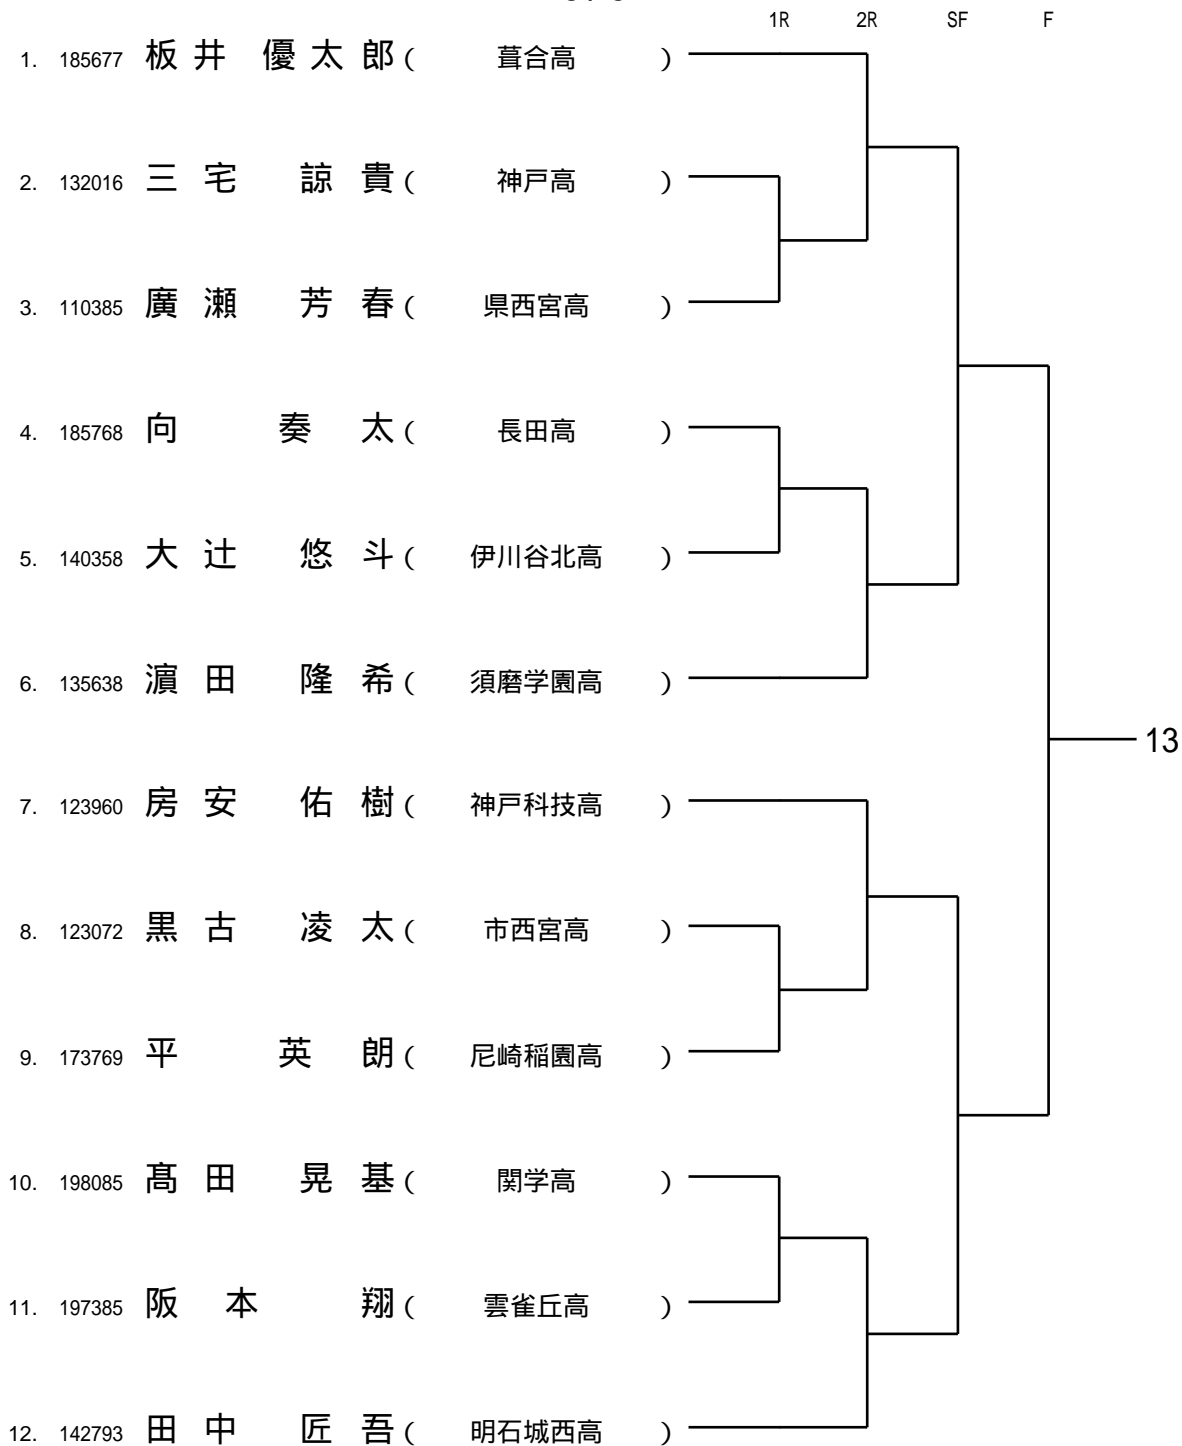 1R 2R SF F
1. 185677 板井 優太郎 ( 葺合高 )
2. 132016 三宅 諒貴 ( 神戸高 )
3. 110385 廣瀬 芳春 ( 県西宮高 )
4. 185768 向 奏太 ( 長田高 )
5. 140358 大辻 悠斗 ( 伊川谷北高 )
6. 135638 濵田 隆希 ( 須磨学園高 )
13
7. 123960 房安 佑樹 ( 神戸科技高 )
8. 123072 黒古 凌太 ( 市西宮高 )
9. 173769 平 英朗 ( 尼崎稲園高 )
10. 198085 髙田 晃基 ( 関学高 )
11. 197385 阪本 翔 ( 雲雀丘高 )
12. 142793 田中 匠吾 ( 明石城西高 )